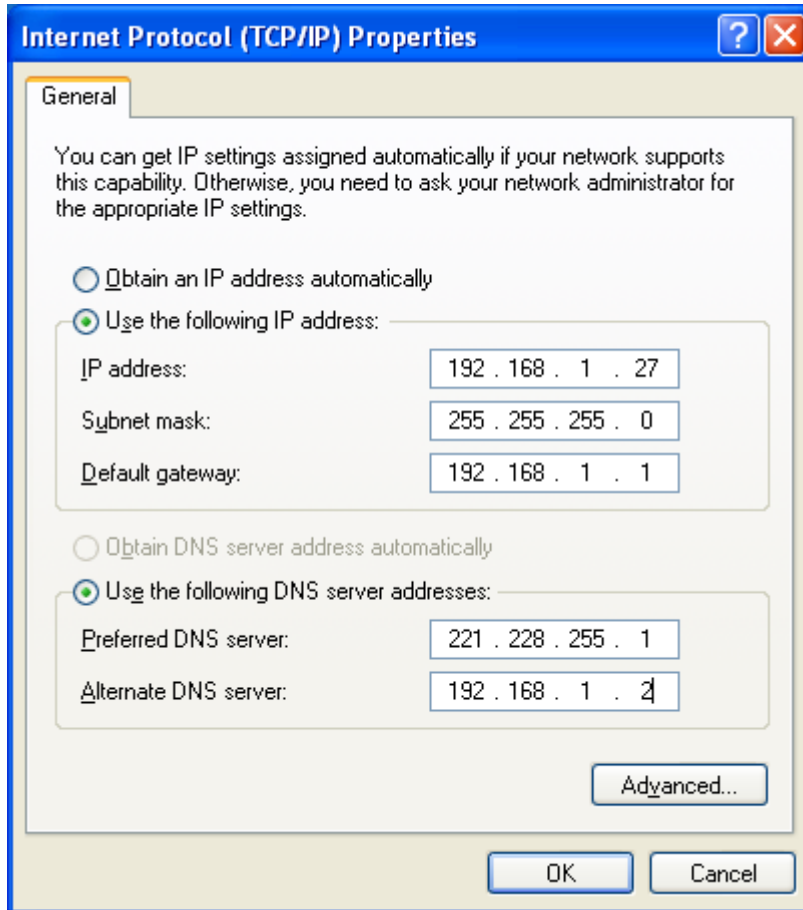 Internet Protocol (TCP/IP) Properties
General
You can get IP settings assigned automatically if your network supports
this capability. Otherwise, you need to ask your network administrator for
the appropriate IP settings.
Obtain an IP address automatically
Use the following IP address:
IP address: 192 . 168 . 1 . 27
Subnet mask: 255 . 255 . 255 . 0
Default gateway: 192 . 168 . 1 . 1
Obtain DNS server address automatically
Use the following DNS server addresses:
Preferred DNS server: 221 . 228 . 255 . 1
Alternate DNS server: 192 . 168 . 1 . 2
Advanced...
OK Cancel